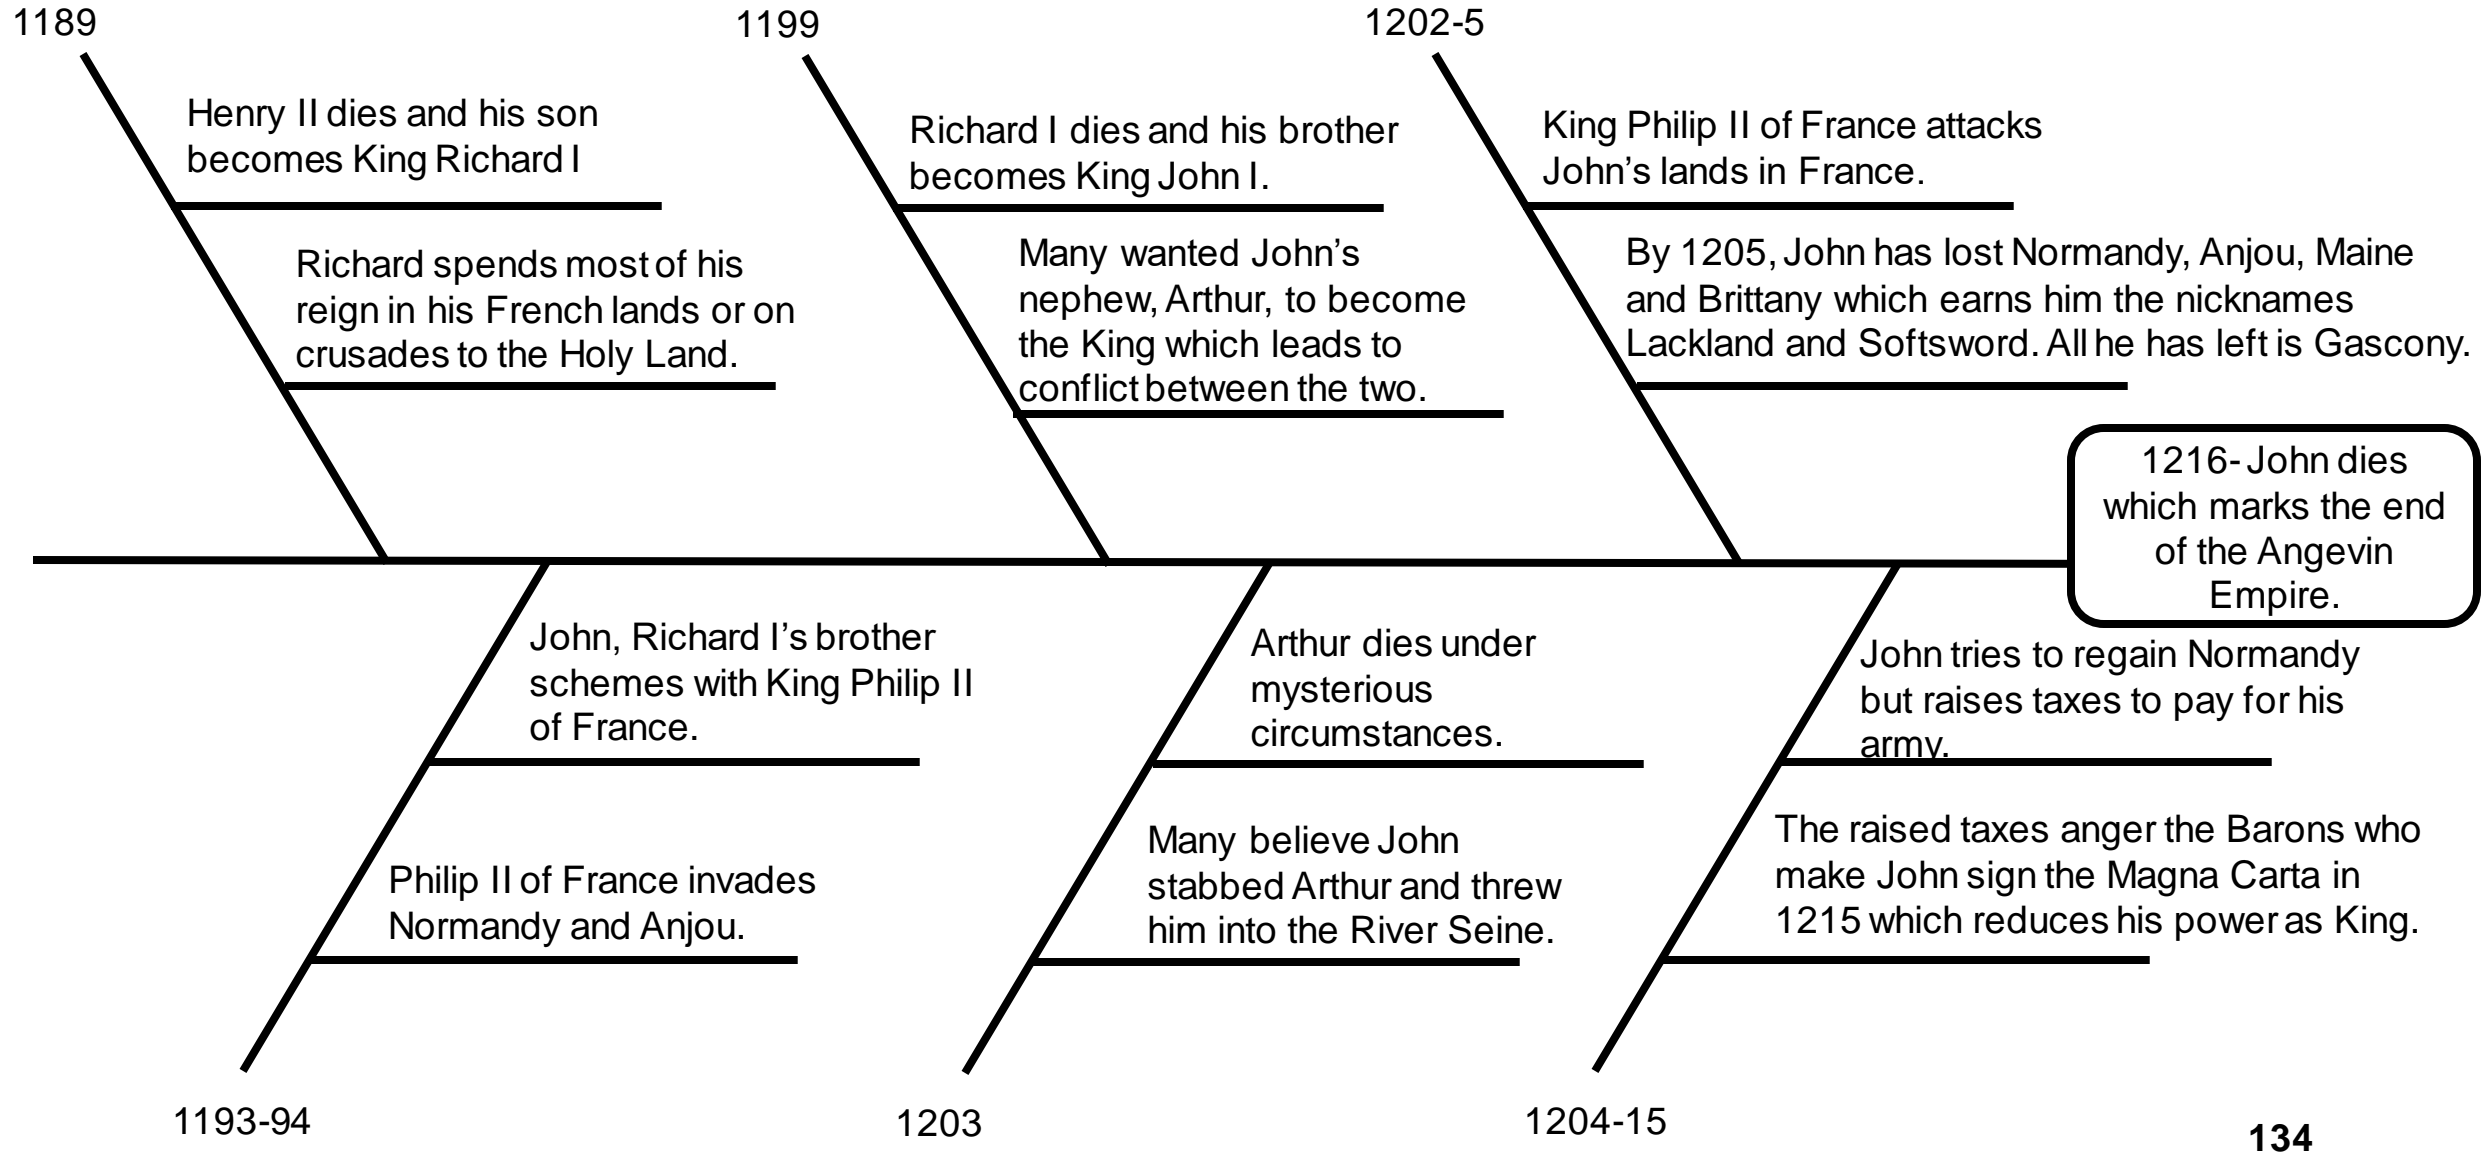 1189
Henry II dies and his son
becomes King Richard I
Richard spends most of his
reign in his French lands or on
crusades to the Holy Land.
1199
Richard I dies and his brother
becomes King John I.
Many wanted John's
nephew, Arthur, to become
the King which leads to
conflict between the two.
1202-5
King Philip II of France attacks
John's lands in France.
By 1205, John has lost Normandy, Anjou, Maine
and Brittany which earns him the nicknames
Lackland and Softsword. All he has left is Gascony.
1216- John dies
which marks the end
of the Angevin
Empire.
John, Richard I's brother
schemes with King Philip II
of France.
Philip II of France invades
Normandy and Anjou.
1193-94
Arthur dies under
mysterious
circumstances.
Many believe John
stabbed Arthur and threw
him into the River Seine.
1203
John tries to regain Normandy
but raises taxes to pay for his
army.
The raised taxes anger the Barons who
make John sign the Magna Carta in
1215 which reduces his power as King.
1204-15
134